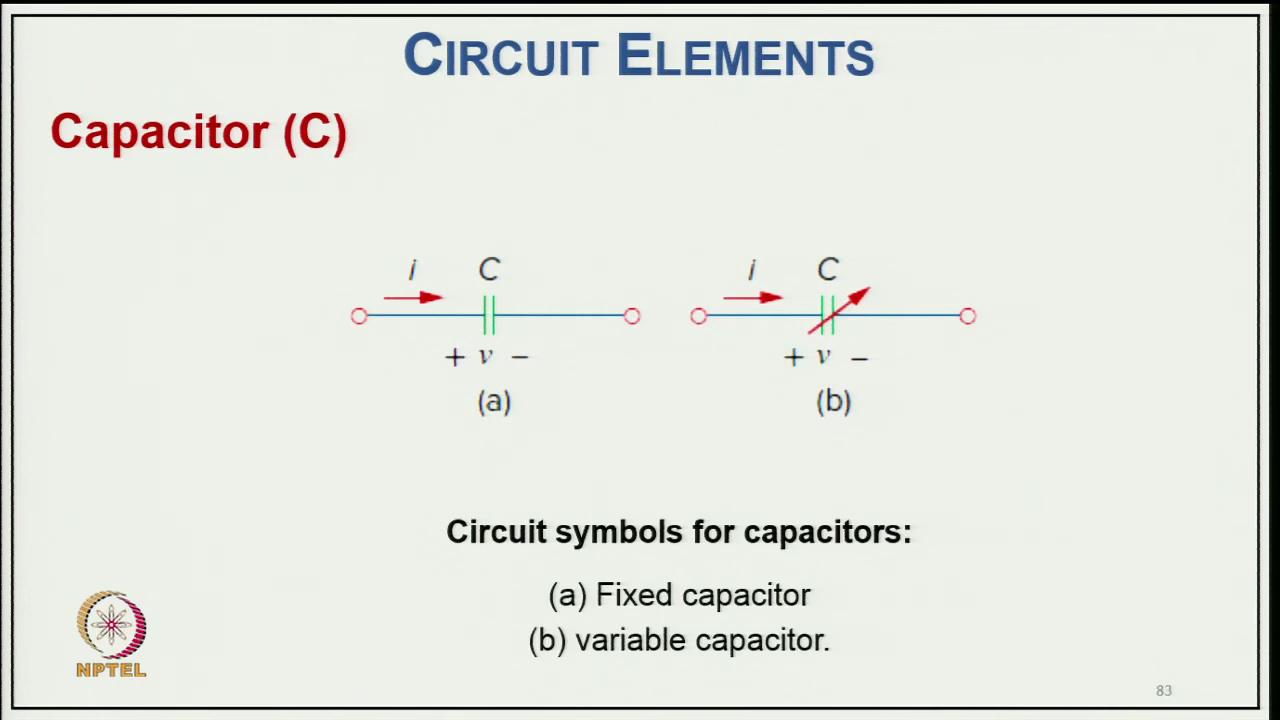 CIRCUIT ELEMENTS
Capacitor (C)
i C
+ v –
(a)
i C
+ v –
(b)
Circuit symbols for capacitors:
(a) Fixed capacitor
(b) variable capacitor.
NPTEL
83